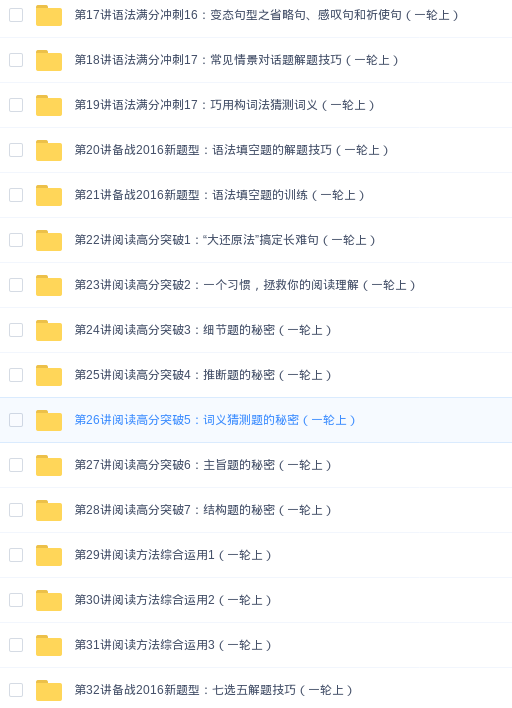 第17讲语法满分冲刺16：变态句型之省略句、感叹句和祈使句（一轮上）
第18讲语法满分冲刺17：常见情景对话题解题技巧（一轮上）
第19讲语法满分冲刺17：巧用构词法猜测词义（一轮上）
第20讲备战2016新题型：语法填空题的解题技巧（一轮上）
第21讲备战2016新题型：语法填空题的训练（一轮上）
第22讲阅读高分突破1：“大还原法”搞定长难句（一轮上）
第23讲阅读高分突破2：一个习惯，拯救你的阅读理解（一轮上）
第24讲阅读高分突破3：细节题的秘密（一轮上）
第25讲阅读高分突破4：推断题的秘密（一轮上）
第26讲阅读高分突破5：词义猜测题的秘密（一轮上）
第27讲阅读高分突破6：主旨题的秘密（一轮上）
第28讲阅读高分突破7：结构题的秘密（一轮上）
第29讲阅读方法综合运用1（一轮上）
第30讲阅读方法综合运用2（一轮上）
第31讲阅读方法综合运用3（一轮上）
第32讲备战2016新题型：七选五解题技巧（一轮上）